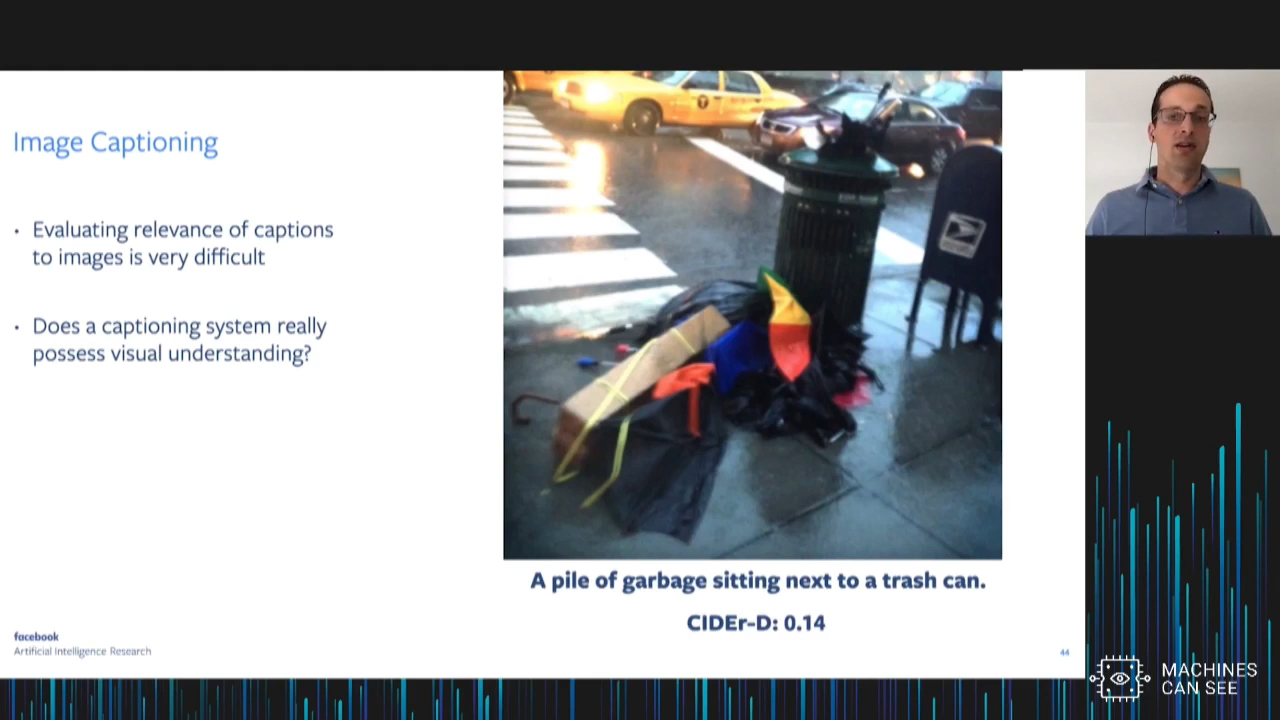 Image Captioning
• Evaluating relevance of captions
to images is very difficult
• Does a captioning system really
possess visual understanding?
T
A pile of garbage sitting next to a trash can.
CIDEr-D: 0.14
facebook
Artificial Intelligence Research
44
MACHINES
CAN SEE